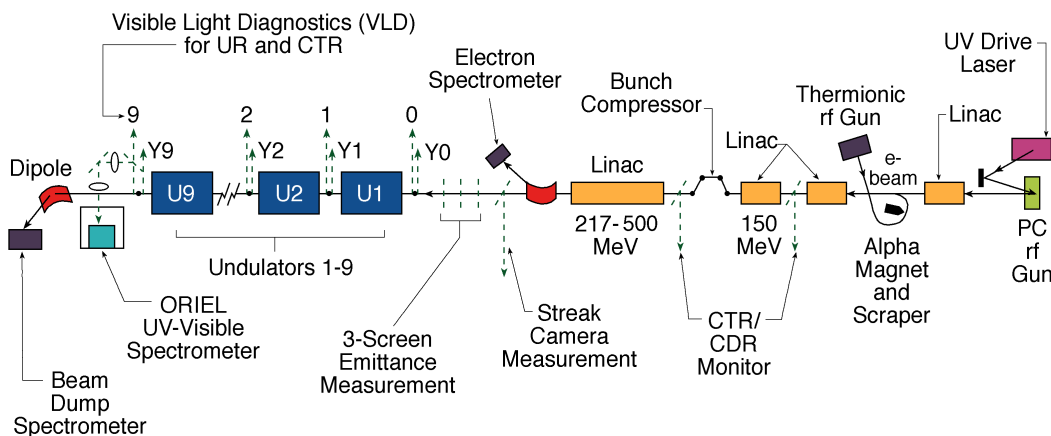 Visible Light Diagnostics (VLD)
for UR and CTR
Electron
Spectrometer
Bunch
Compressor
Thermionic
rf Gun
UV Drive
Laser
Linac
Linac
9
2
1
0
Y9
Y2
Y1
Y0
Dipole
U9
U2
U1
Linac
e-
beam
217-500
MeV
150
MeV
PC
rf
Gun
Alpha
Magnet
and
Scraper
Undulators 1-9
ORIEL
UV-Visible
Spectrometer
3-Screen
Emittance
Measurement
Streak
Camera
Measurement
CTR/
CDR
Monitor
Beam
Dump
Spectrometer